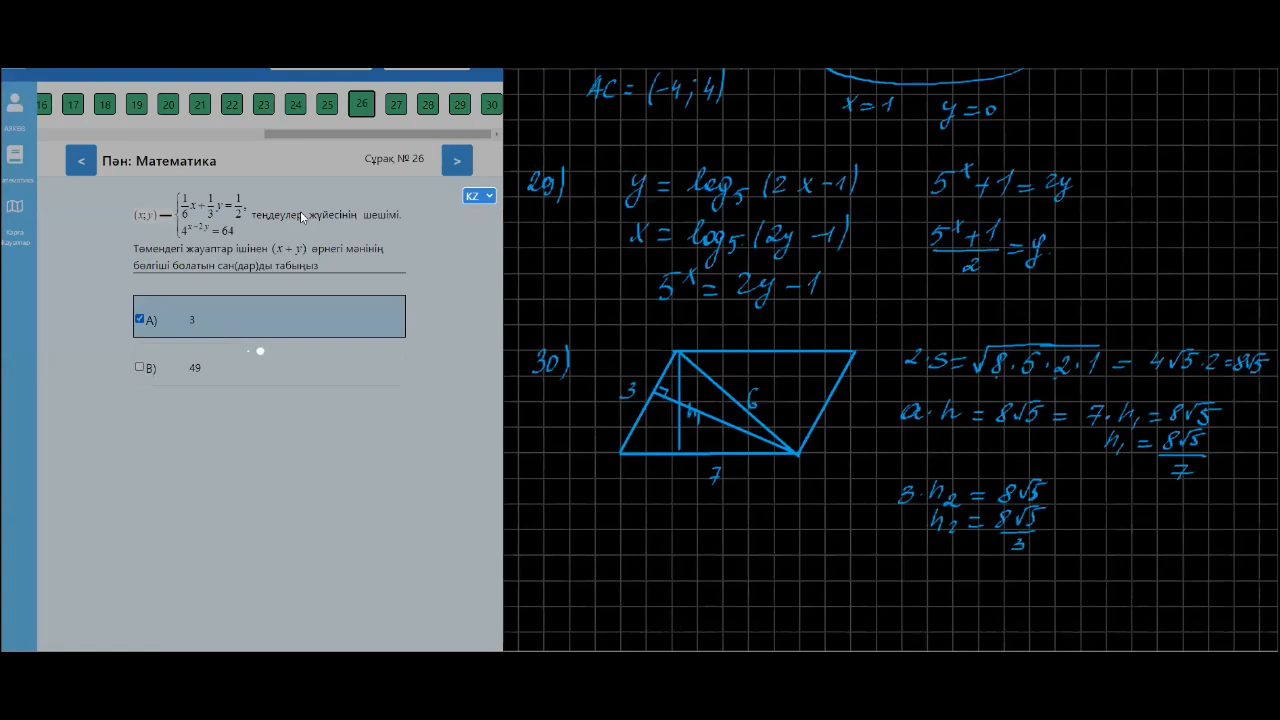 AC = (-4; 4)
x = 1 y = 0
16 17 18 19 20 21 22 23 24 25 26 27 28 29 30
< Пән: Математика Сұрақ № 26 >
KZ
(x; y) — { 1/6 x + 1/3 y = 1/2, 4^(x−2y) = 64 теңдеулер жүйесінің шешімі.
Төмендегі жауаптар ішінен (x + y) өрнегі мәнінің
бөлгіші болатын сан(дар)ды табыңыз
A) 3
B) 49
Карта
29) y = log₅ (2x−1) 5^x + 1 = 2y
x = log₅ (2y −1) (5^x + 1)/2 = y
5^x = 2y − 1
30) 3 h 6 7
2·S = √(8·5·2·1) = 4√5·2 = 8√5
a·h = 8√5 = 7·h₁ = 8√5
h₁ = 8√5/7
3·h₂ = 8√5
h₂ = 8√5/3